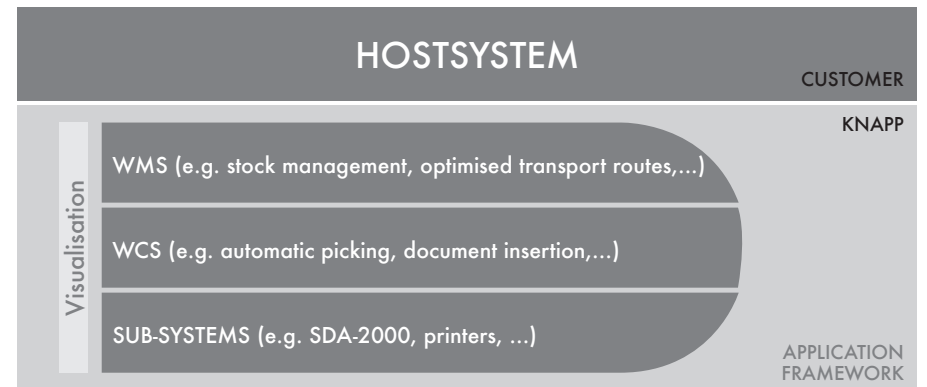 HOSTSYSTEM
CUSTOMER
KNAPP
Visualisation
WMS (e.g. stock management, optimised transport routes,...)
WCS (e.g. automatic picking, document insertion,...)
SUB-SYSTEMS (e.g. SDA-2000, printers, ...)
APPLICATION
FRAMEWORK